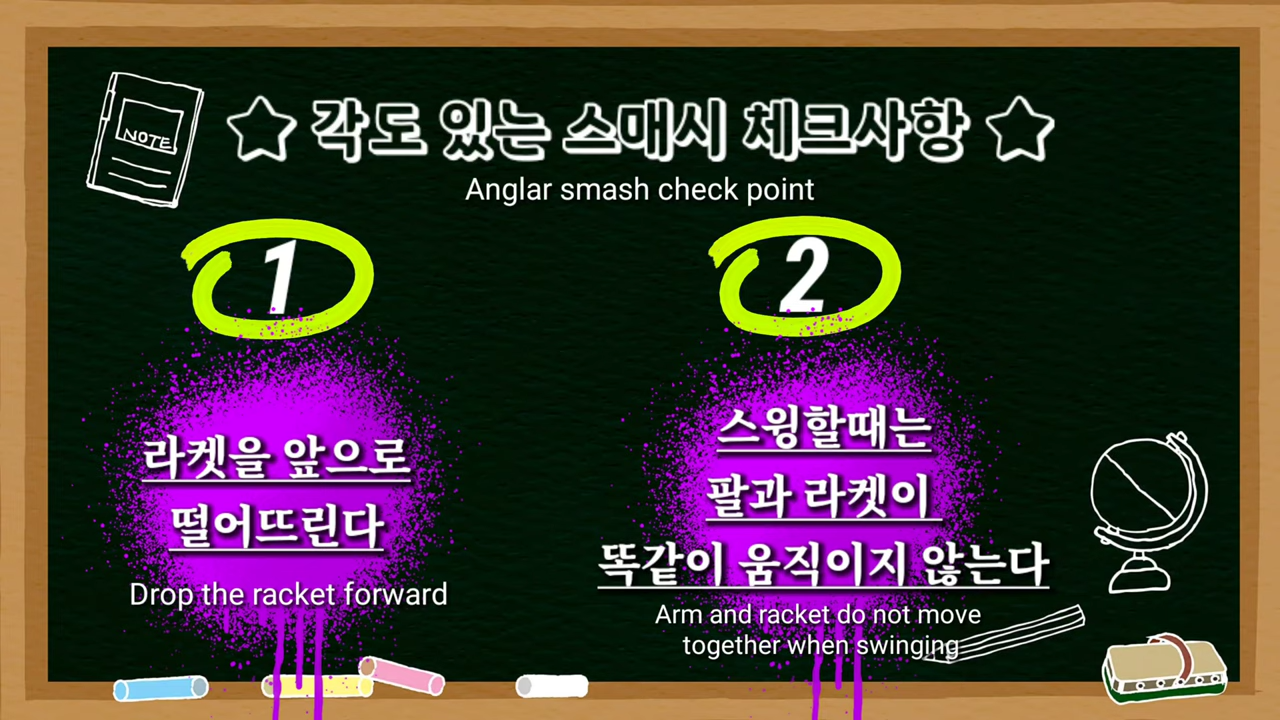 NOTE
☆ 각도 있는 스매시 체크사항 ☆
Anglar smash check point
1
라켓을 앞으로
떨어뜨린다
Drop the racket forward
2
스윙할때는
팔과 라켓이
똑같이 움직이지 않는다
Arm and racket do not move
together when swinging